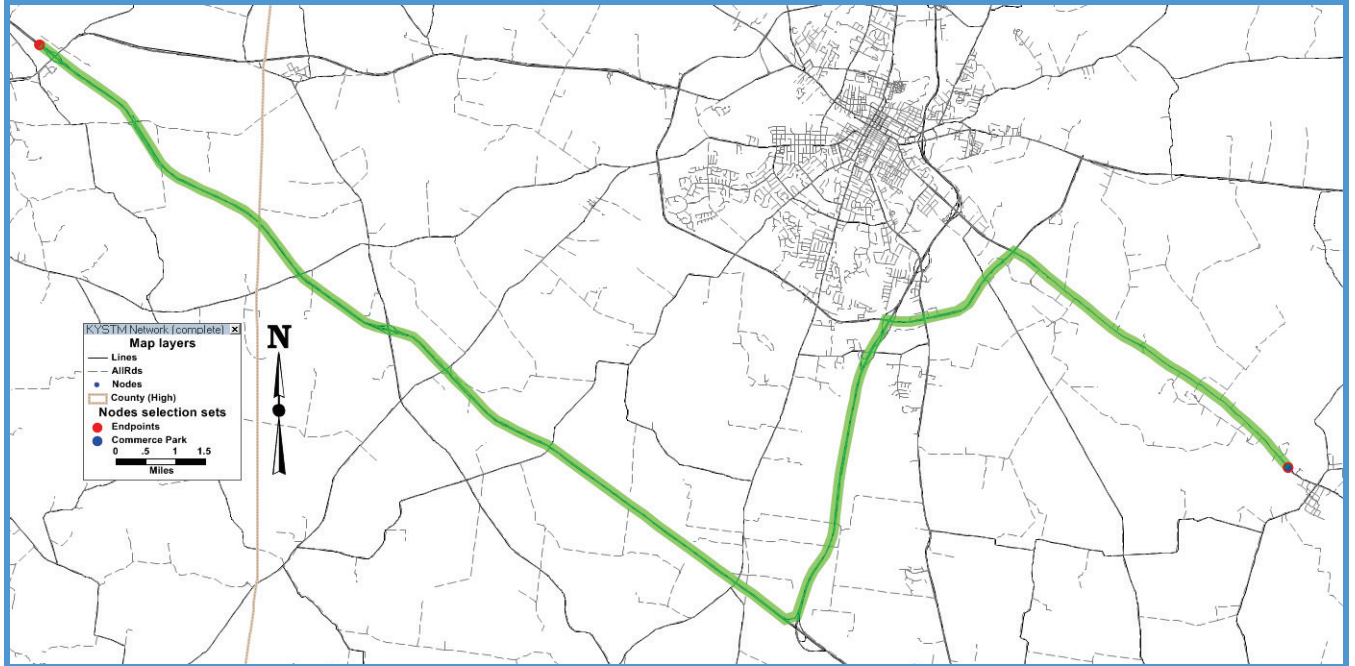 KYSTM Network (complete) X
Map layers
Lines
AllRds
Nodes
County (High)
Nodes selection sets
Endpoints
Commerce Park
0 .5 1 1.5
Miles
N